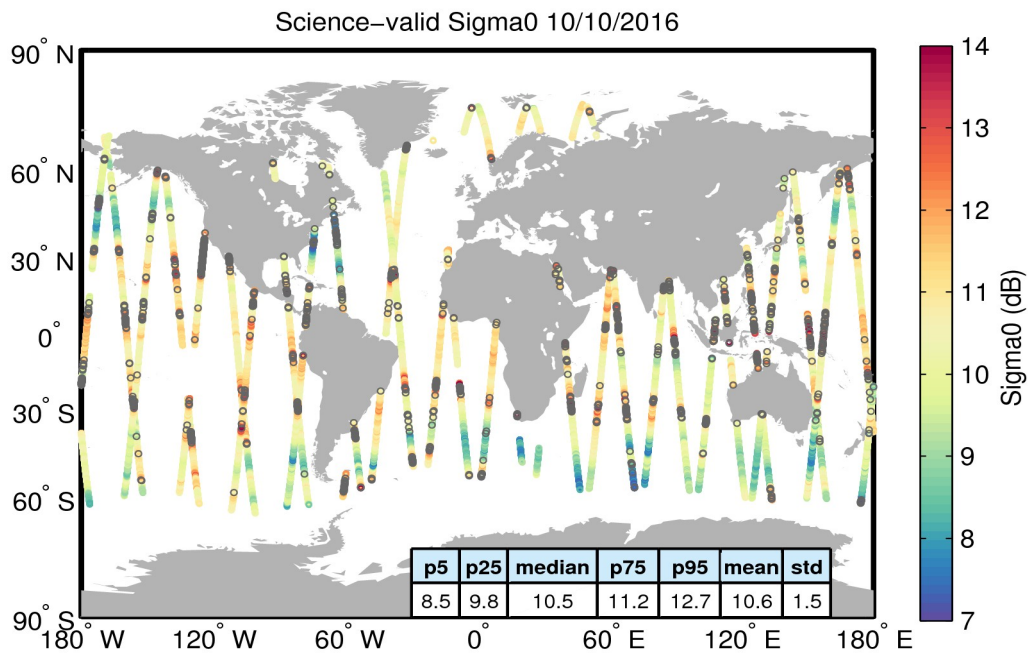 Science−valid Sigma0 10/10/2016
90° N
60° N
30° N
0°
30° S
60° S
90° S
180° W
120° W
60° W
0°
60° E
120° E
180° E
p5 p25 median p75 p95 mean std
8.5 9.8 10.5 11.2 12.7 10.6 1.5
14
13
12
11
10
9
8
7
Sigma0 (dB)